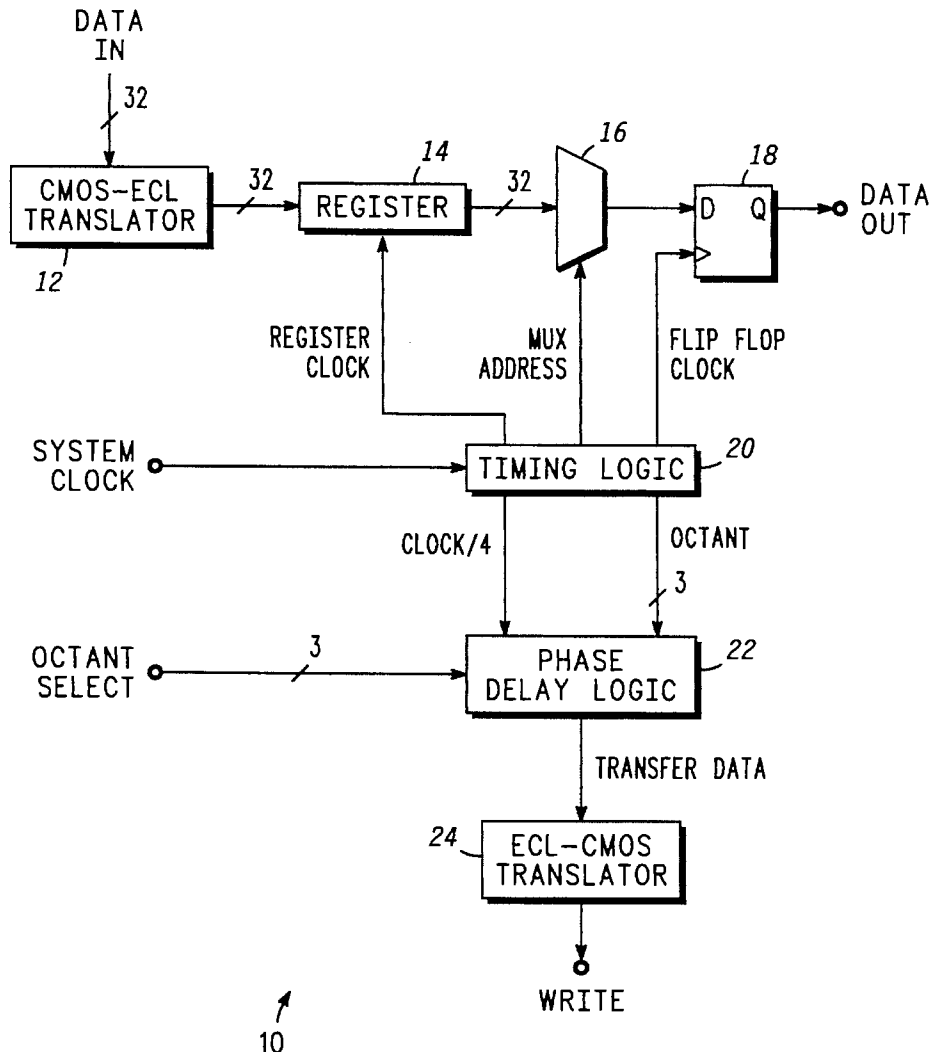 DATA
IN
32
CMOS-ECL
TRANSLATOR
12
32
14
REGISTER
32
16
18
D Q
DATA
OUT
REGISTER
CLOCK
MUX
ADDRESS
FLIP FLOP
CLOCK
SYSTEM
CLOCK
TIMING LOGIC
20
CLOCK/4
OCTANT
3
OCTANT
SELECT
3
PHASE
DELAY LOGIC
22
TRANSFER DATA
24
ECL-CMOS
TRANSLATOR
WRITE
10